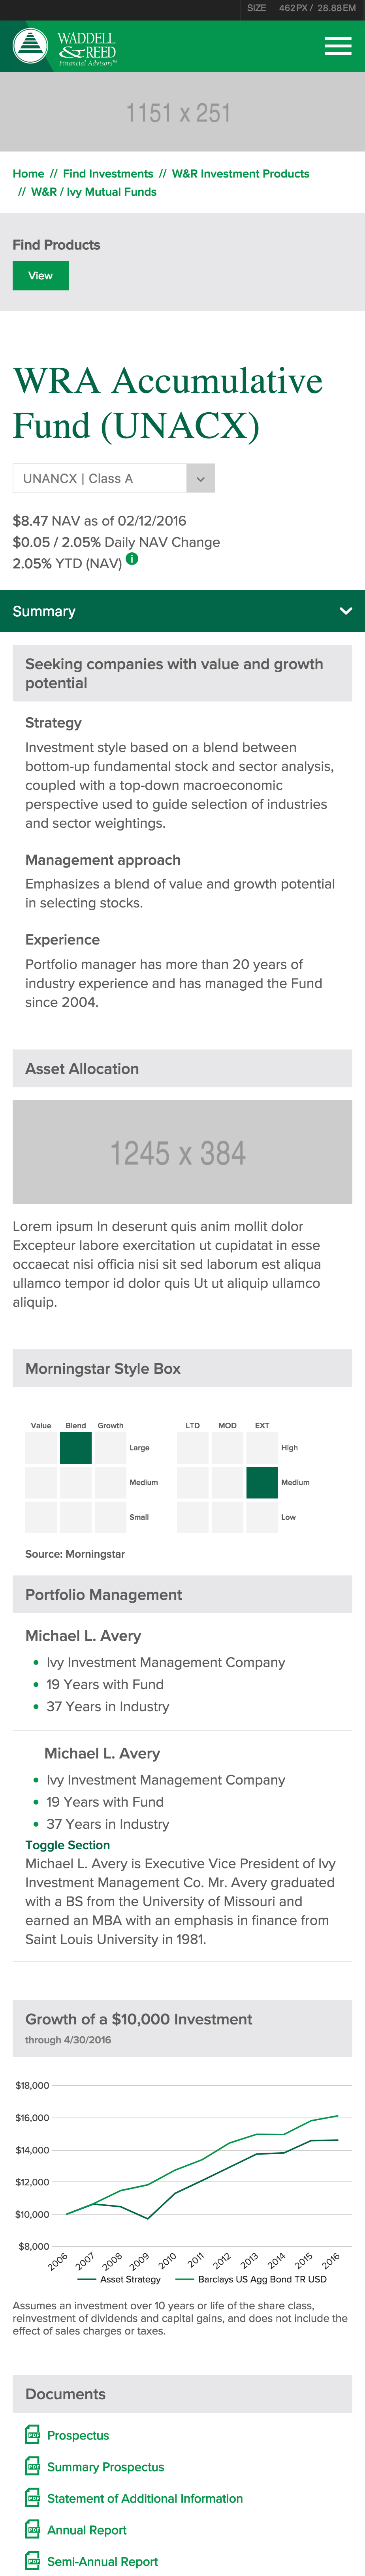 SIZE 462PX / 28.88EM
WADDELL
&REED
Financial Advisors℠
1151 x 251
Home // Find Investments // W&R Investment Products
// W&R / Ivy Mutual Funds
Find Products
View
WRA Accumulative
Fund (UNACX)
UNANCX | Class A
$8.47 NAV as of 02/12/2016
$0.05 / 2.05% Daily NAV Change
2.05% YTD (NAV) i
Summary
Seeking companies with value and growth
potential
Strategy
Investment style based on a blend between
bottom-up fundamental stock and sector analysis,
coupled with a top-down macroeconomic
perspective used to guide selection of industries
and sector weightings.
Management approach
Emphasizes a blend of value and growth potential
in selecting stocks.
Experience
Portfolio manager has more than 20 years of
industry experience and has managed the Fund
since 2004.
Asset Allocation
1245 x 384
Lorem ipsum In deserunt quis anim mollit dolor
Excepteur labore exercitation ut cupidatat in esse
occaecat nisi officia nisi sit sed laborum est aliqua
ullamco tempor id dolor quis Ut ut aliquip ullamco
aliquip.
Morningstar Style Box
Value Blend Growth LTD MOD EXT
Large High
Medium Medium
Small Low
Source: Morningstar
Portfolio Management
Michael L. Avery
Ivy Investment Management Company
19 Years with Fund
37 Years in Industry
Michael L. Avery
Ivy Investment Management Company
19 Years with Fund
37 Years in Industry
Toggle Section
Michael L. Avery is Executive Vice President of Ivy
Investment Management Co. Mr. Avery graduated
with a BS from the University of Missouri and
earned an MBA with an emphasis in finance from
Saint Louis University in 1981.
Growth of a $10,000 Investment
through 4/30/2016
$18,000
$16,000
$14,000
$12,000
$10,000
$8,000
2006 2007 2008 2009 2010 2011 2012 2013 2014 2015 2016
Asset Strategy Barclays US Agg Bond TR USD
Assumes an investment over 10 years or life of the share class,
reinvestment of dividends and capital gains, and does not include the
effect of sales charges or taxes.
Documents
PDF Prospectus
PDF Summary Prospectus
PDF Statement of Additional Information
PDF Annual Report
PDF Semi-Annual Report